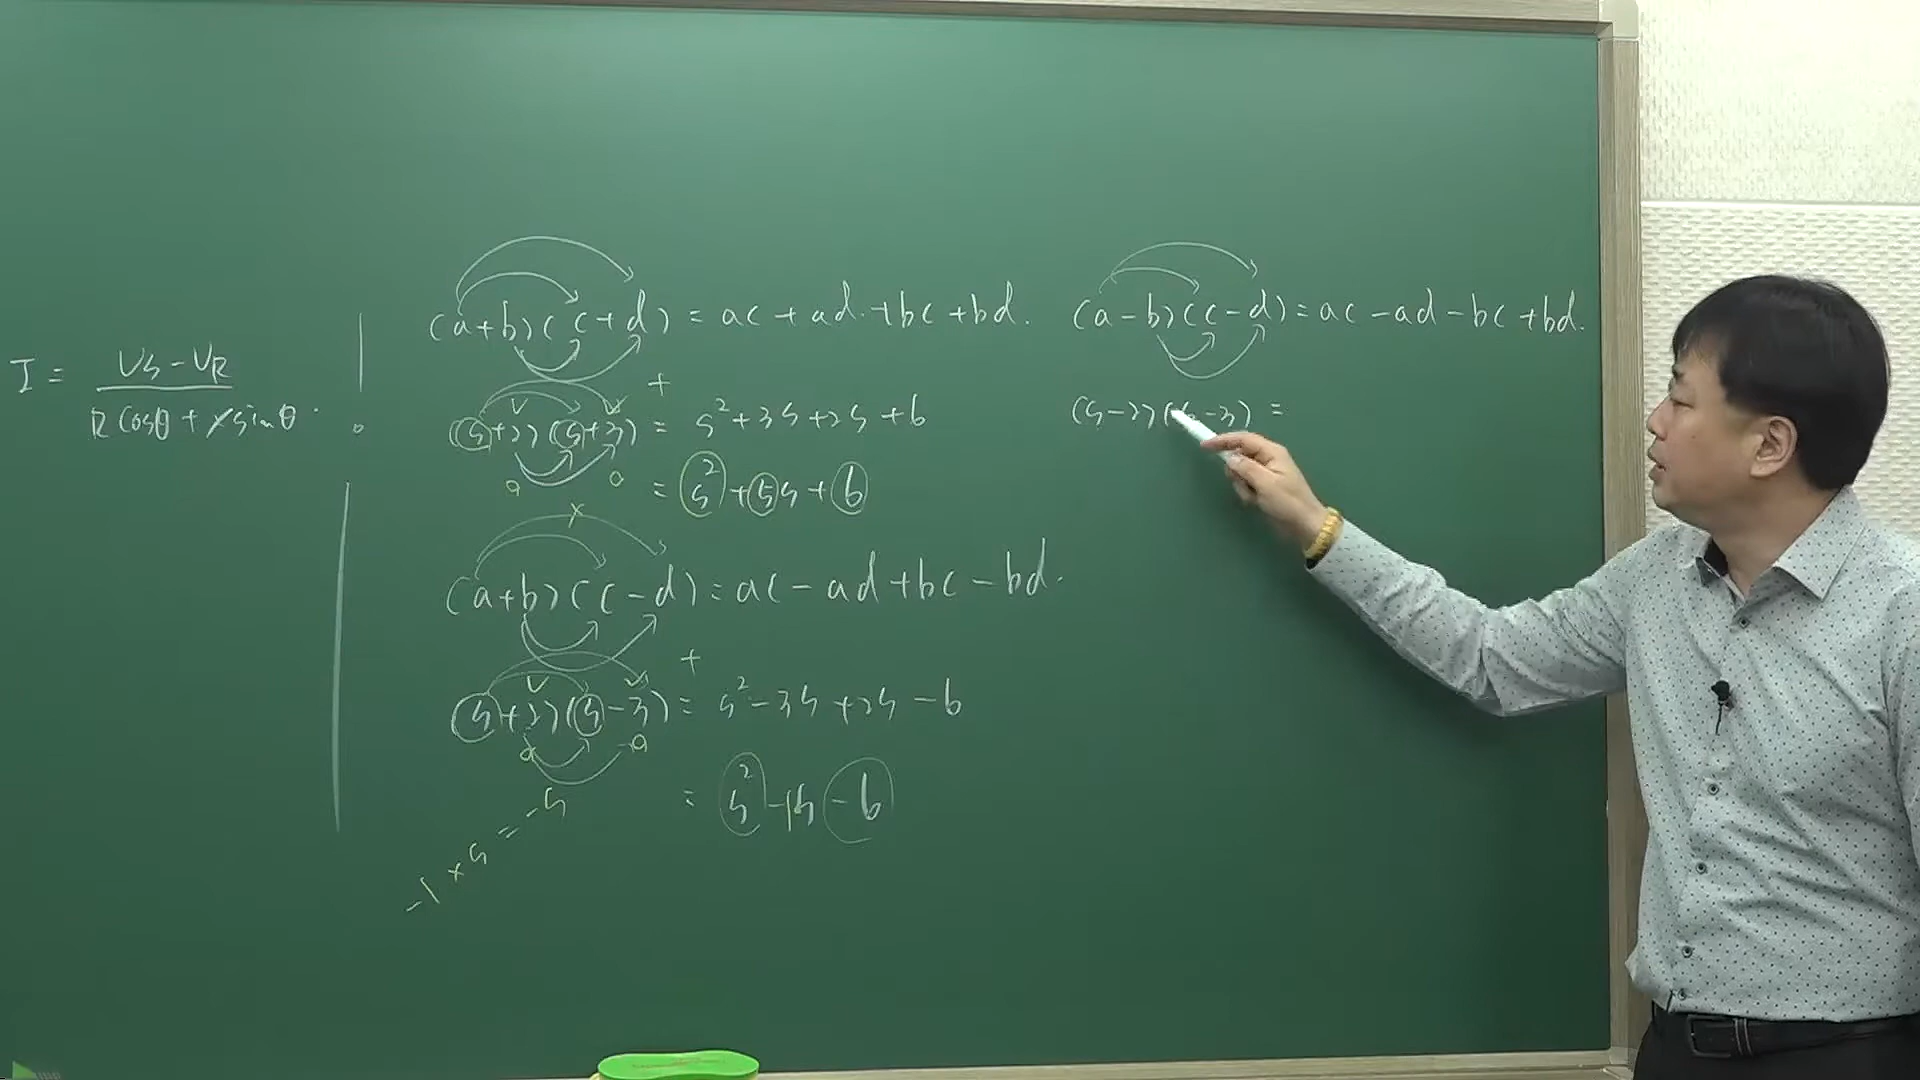 I = Vs - VR / R cosθ + x sinθ .
(a+b)(c+d) = ac + ad + bc + bd.
+
(s+2)(s+3) = s² + 3s + 2s + 6
= s² + 5s + 6
x
(a+b)(c-d) = ac - ad + bc - bd.
+
(s+2)(s-3) = s² - 3s + 2s - 6
= s² - 1s - 6
-1 × s = -s
(a-b)(c-d) = ac - ad - bc + bd.
(s-2)(s-3) =